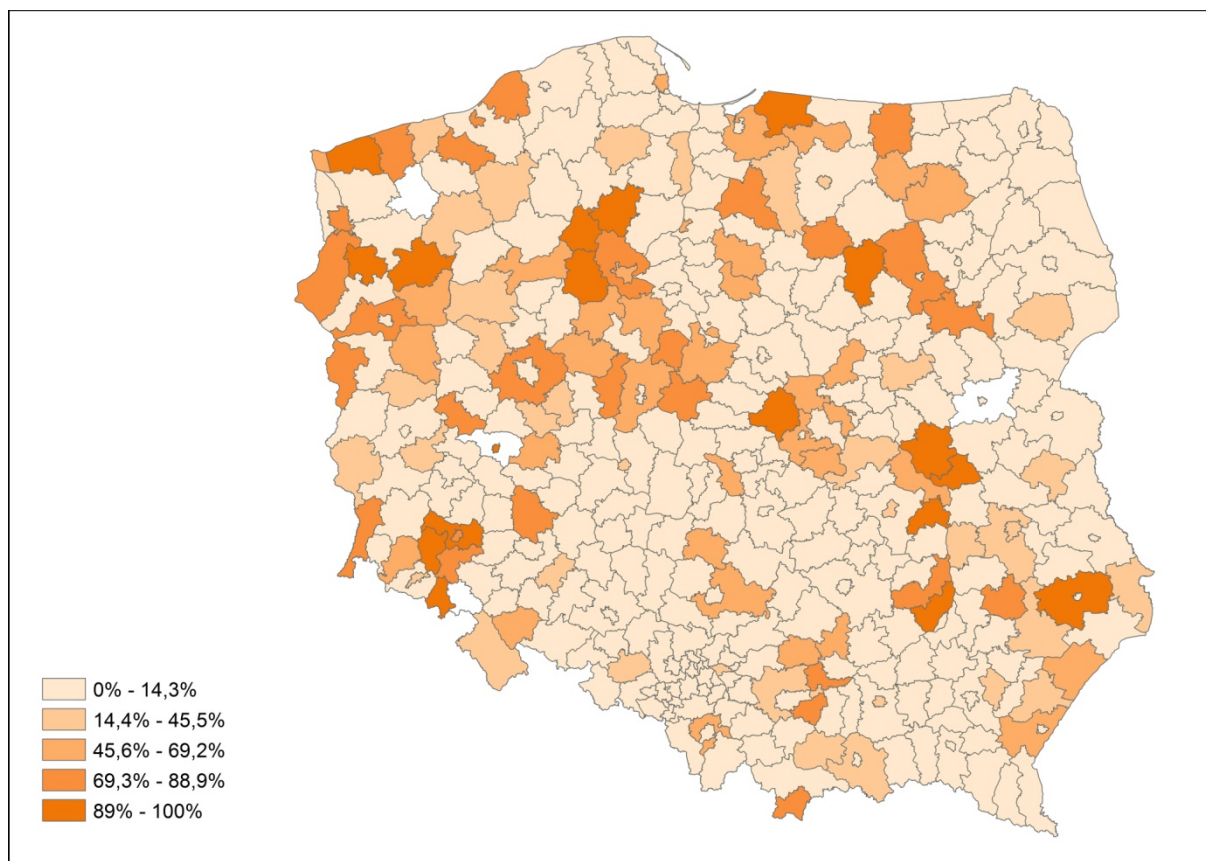 0% - 14,3%
14,4% - 45,5%
45,6% - 69,2%
69,3% - 88,9%
89% - 100%